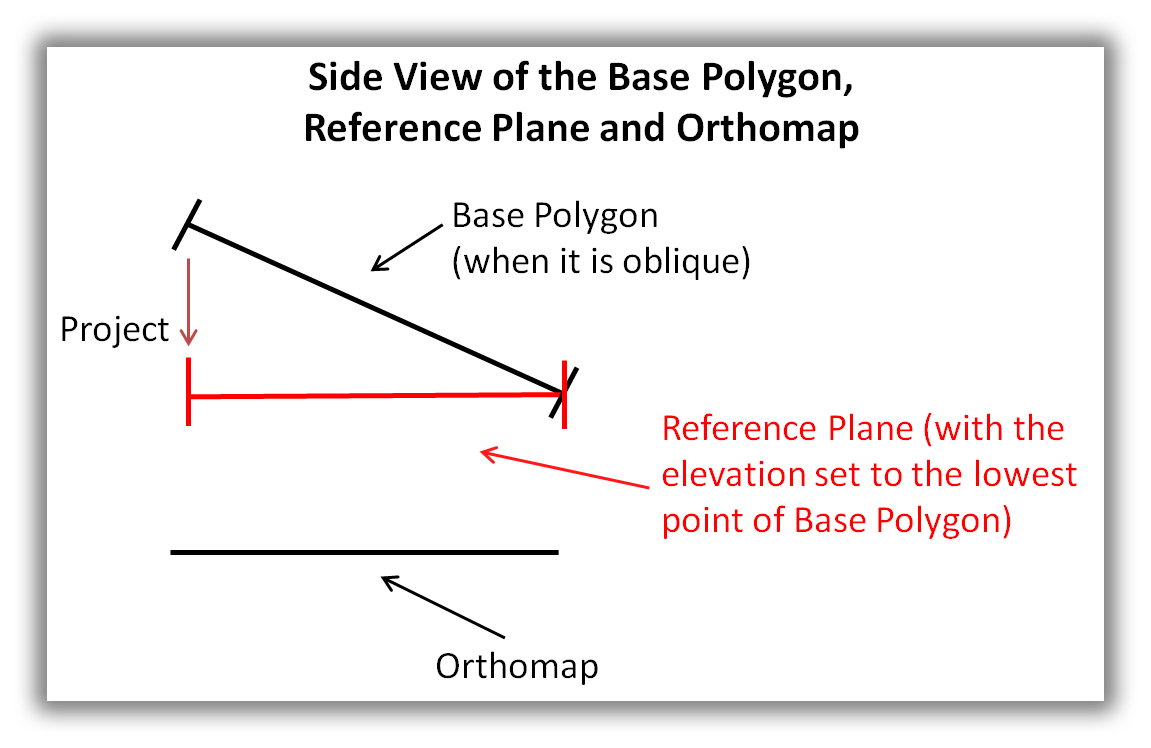 Side View of the Base Polygon,
Reference Plane and Orthomap
Base Polygon
(when it is oblique)
Project
Reference Plane (with the
elevation set to the lowest
point of Base Polygon)
Orthomap